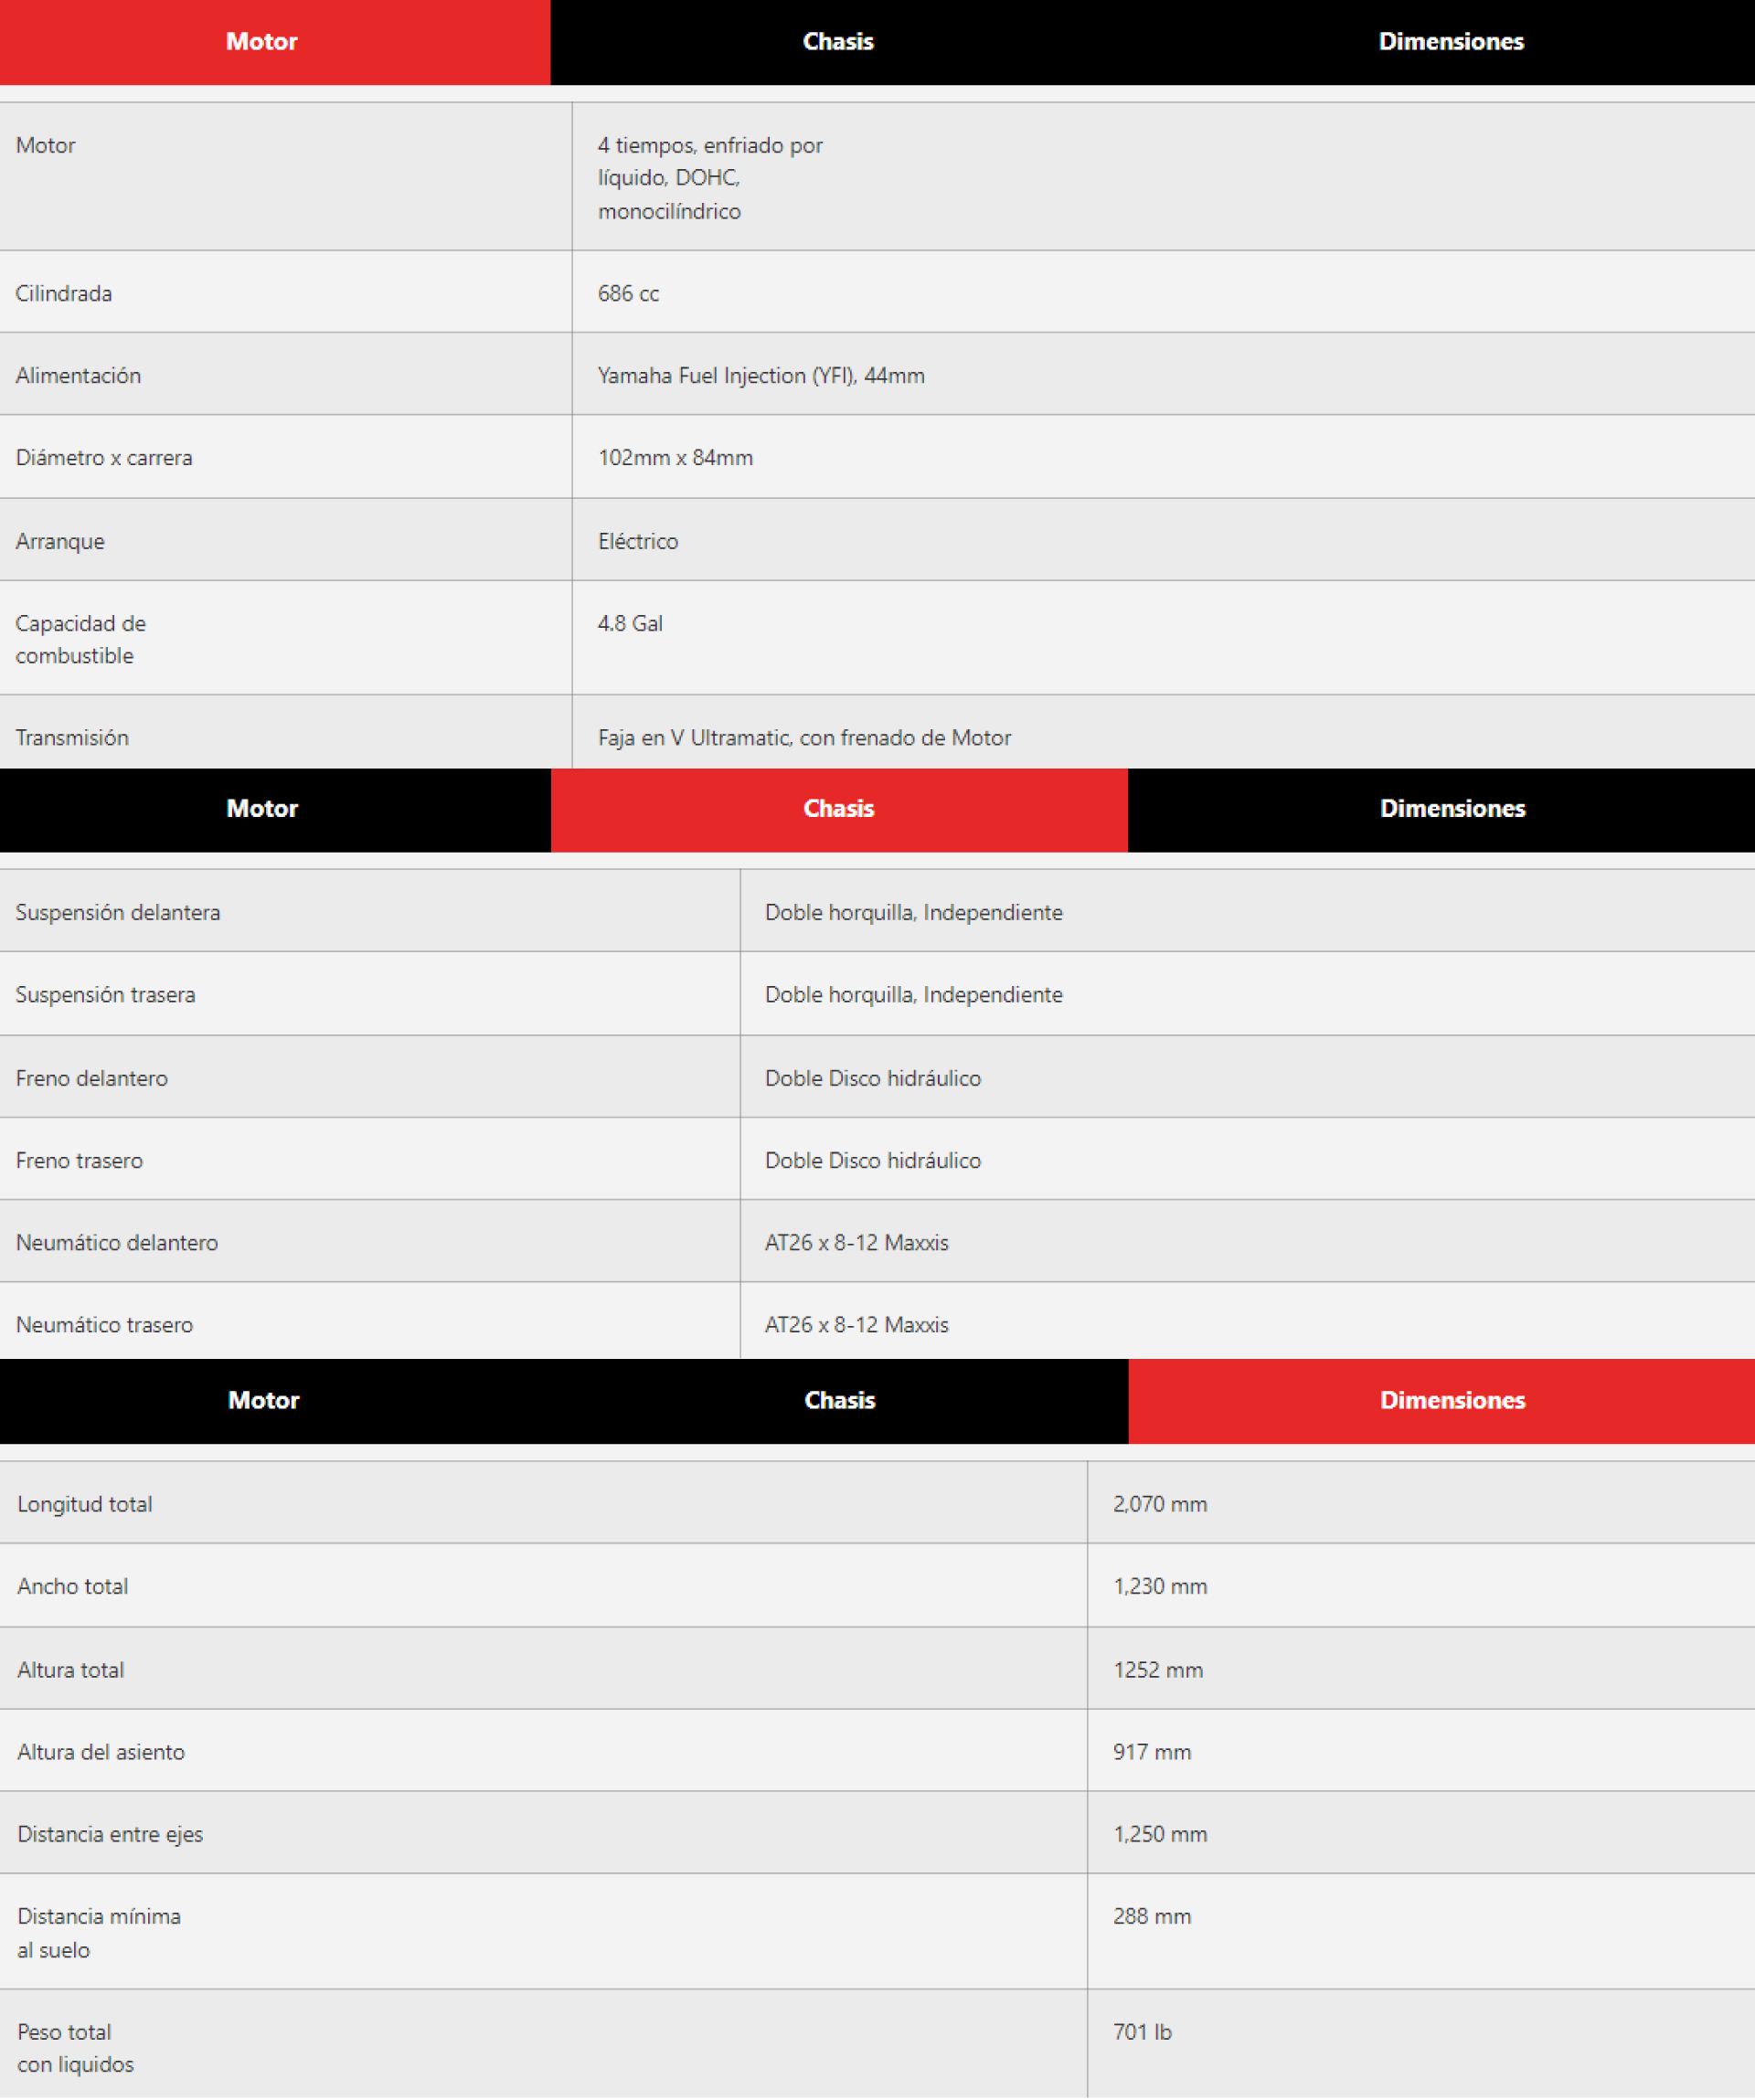 Motor Chasis Dimensiones
Motor 4 tiempos, enfriado por
líquido, DOHC,
monocilíndrico
Cilindrada 686 cc
Alimentación Yamaha Fuel Injection (YFI), 44mm
Diámetro x carrera 102mm x 84mm
Arranque Eléctrico
Capacidad de 4.8 Gal
combustible
Transmisión Faja en V Ultramatic, con frenado de Motor
Motor Chasis Dimensiones
Suspensión delantera Doble horquilla, Independiente
Suspensión trasera Doble horquilla, Independiente
Freno delantero Doble Disco hidráulico
Freno trasero Doble Disco hidráulico
Neumático delantero AT26 x 8-12 Maxxis
Neumático trasero AT26 x 8-12 Maxxis
Motor Chasis Dimensiones
Longitud total 2,070 mm
Ancho total 1,230 mm
Altura total 1252 mm
Altura del asiento 917 mm
Distancia entre ejes 1,250 mm
Distancia mínima 288 mm
al suelo
Peso total 701 lb
con liquidos